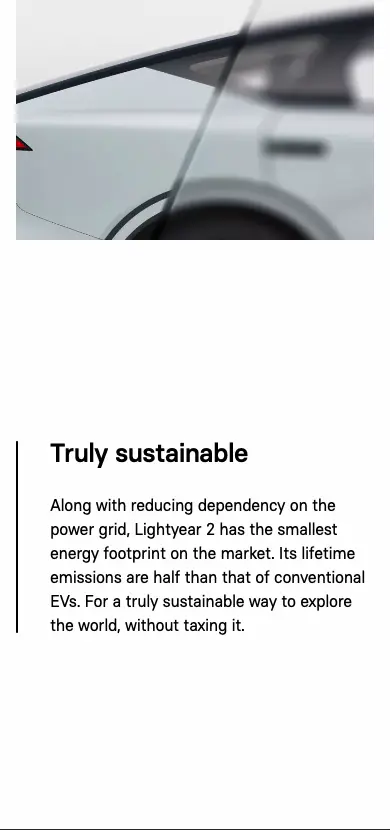 Truly sustainable
Along with reducing dependency on the
power grid, Lightyear 2 has the smallest
energy footprint on the market. Its lifetime
emissions are half than that of conventional
EVs. For a truly sustainable way to explore
the world, without taxing it.